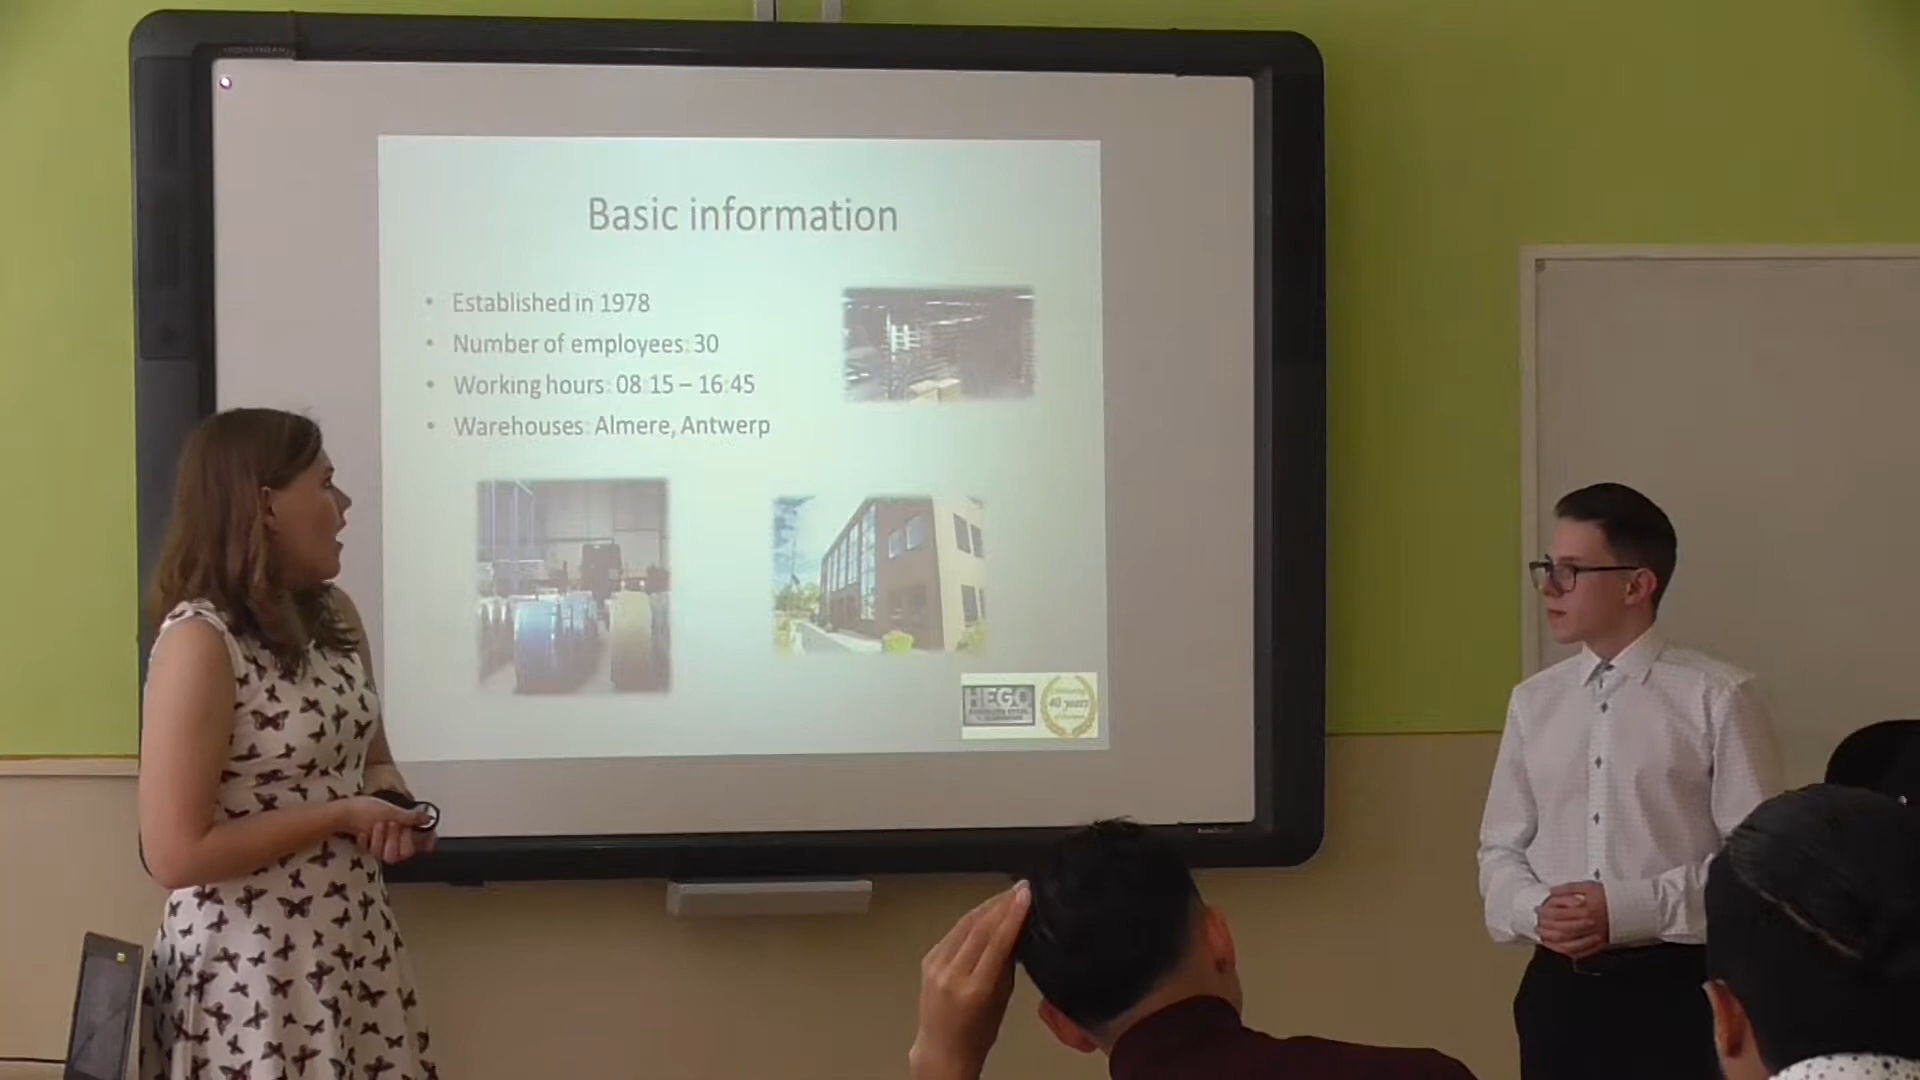 Basic information
• Established in 1978
• Number of employees: 30
• Working hours: 08:15 – 16:45
• Warehouses: Almere, Antwerp
HEGO
40 years